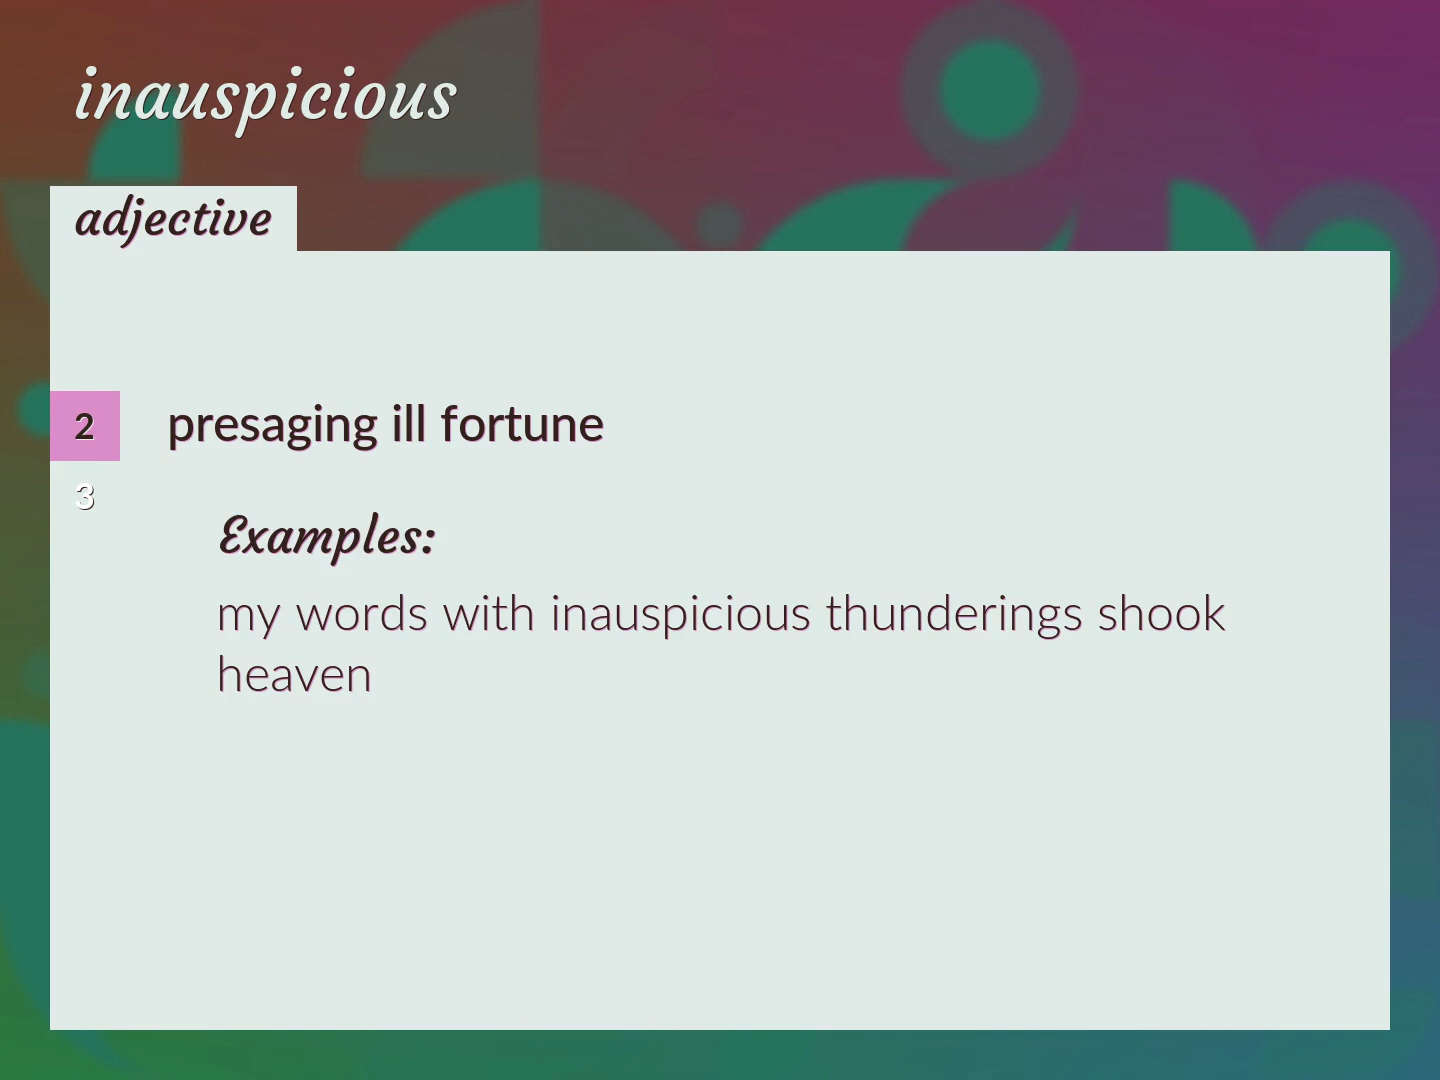 inauspicious
adjective
2
presaging ill fortune
3
Examples:
my words with inauspicious thunderings shook
heaven